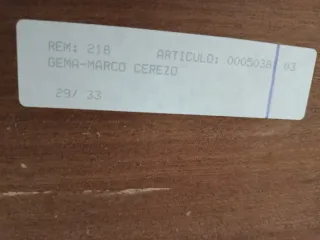 REM: 218 ARTICULO: 0005038 03
GEMA-MARCO CEREZO
29/ 33